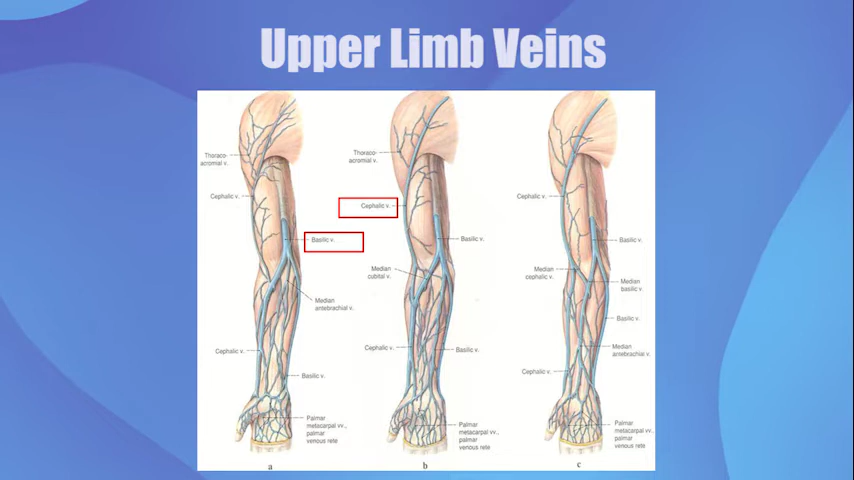 Upper Limb Veins
Thoraco-
acromial v.
Cephalic v.
Basilic v.
Median
antebrachial v.
Cephalic v.
Basilic v.
Palmar
metacarpal vv.,
palmar
venous rete
a
Thoraco-
acromial v.
Cephalic v.
Basilic v.
Median
cubital v.
Cephalic v.
Basilic v.
Palmar
metacarpal vv.,
palmar
venous rete
b
Cephalic v.
Basilic v.
Median
cephalic v.
Median
basilic v.
Basilic v.
Median
antebrachial v.
Cephalic v.
Palmar
metacarpal vv.,
palmar
venous rete
c